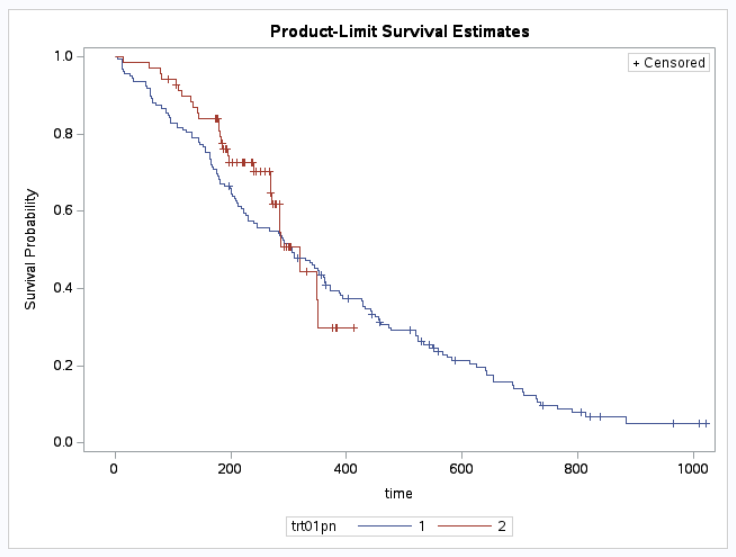 Product-Limit Survival Estimates
+ Censored
Survival Probability
1.0
0.8
0.6
0.4
0.2
0.0
0 200 400 600 800 1000
time
trt01pn 1 2